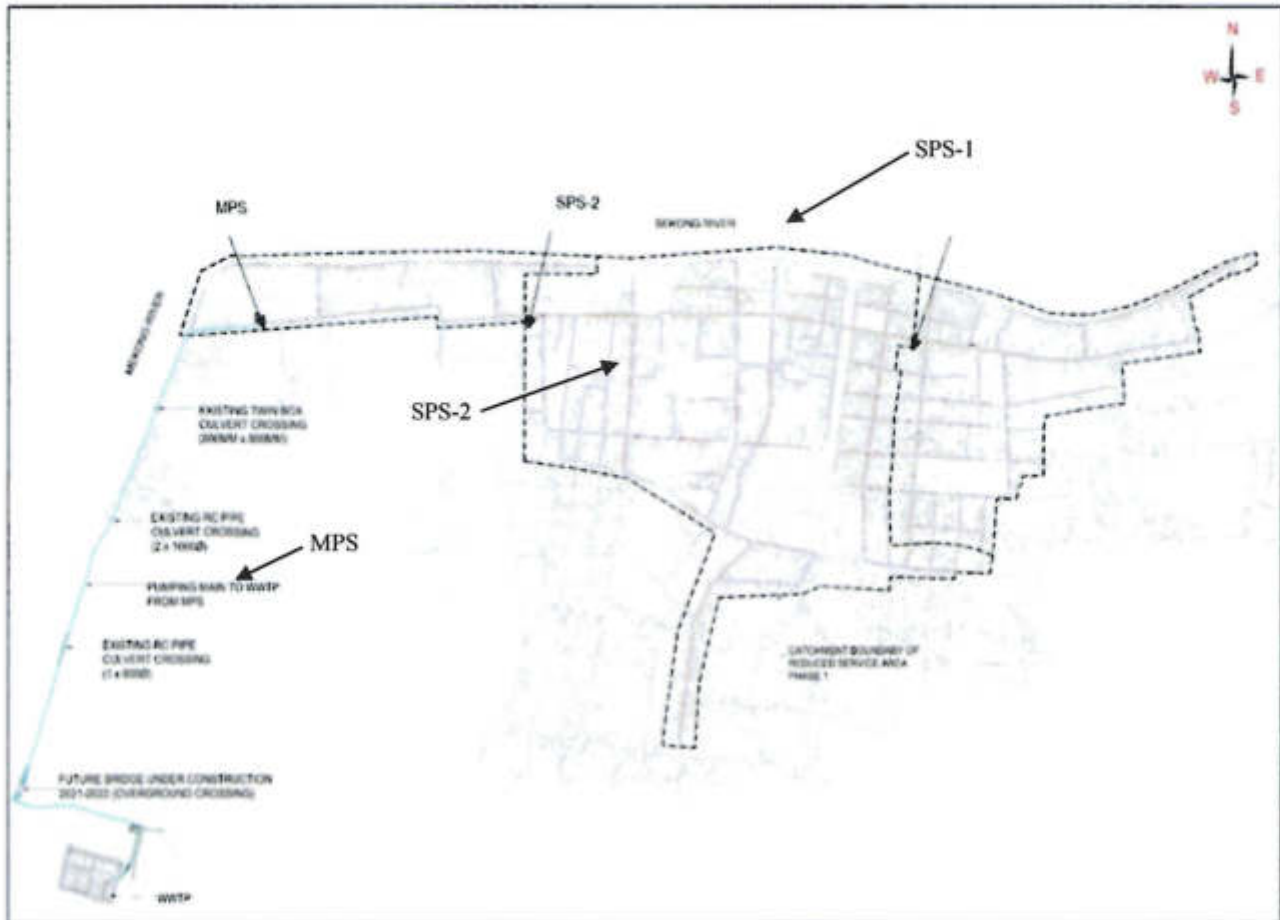 N
W E
S
SPS-1
MPS
SPS-2
SEKONG RIVER
MEKONG RIVER
EXISTING TWIN BOX
CULVERT CROSSING
SPS-2
EXISTING RC PIPE
CULVERT CROSSING
MPS
PUMPING MAIN TO WWTP
FROM MPS
EXISTING RC PIPE
CULVERT CROSSING
CATCHMENT BOUNDARY OF
REDUCED SERVICE AREA
PHASE 1
FUTURE BRIDGE UNDER CONSTRUCTION
(OVERGROUND CROSSING)
WWTP